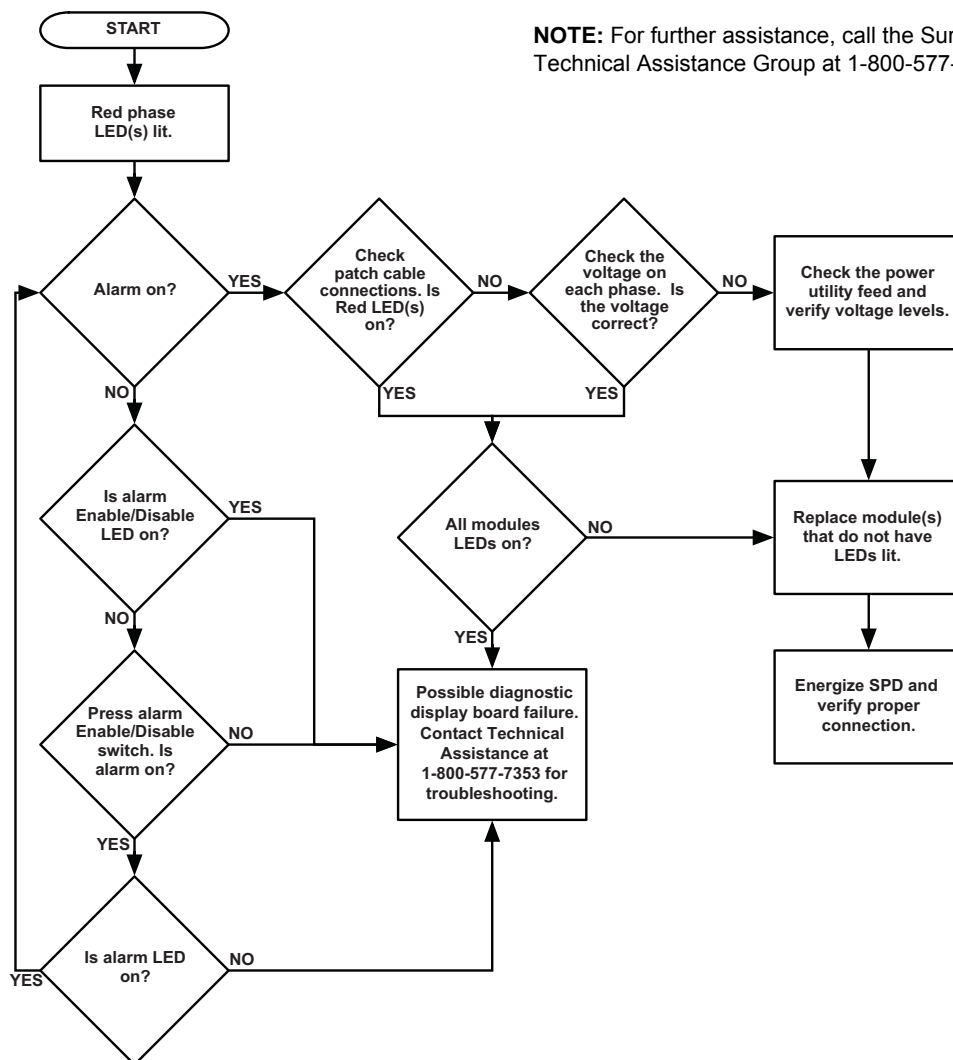 START
NOTE: For further assistance, call the
Technical Assistance Group at
Red phase
LED(s) lit.
Alarm on?
YES
NO
Check
patch cable
connections. Is
Red LED(s)
on?
NO
YES
Check the
voltage on
each phase. Is
the voltage
correct?
NO
YES
Check the power
utility feed and
verify voltage levels.
Is alarm
Enable/Disable
LED on?
YES
NO
All modules
LEDs on?
NO
YES
Replace module(s)
that do not have
LEDs lit.
Press alarm
Enable/Disable
switch. Is
alarm on?
NO
YES
Possible diagnostic
display board failure.
Contact Technical
Assistance at
1-800-577-7353 for
troubleshooting.
Energize SPD and
verify proper
connection.
Is alarm LED
on?
NO
YES